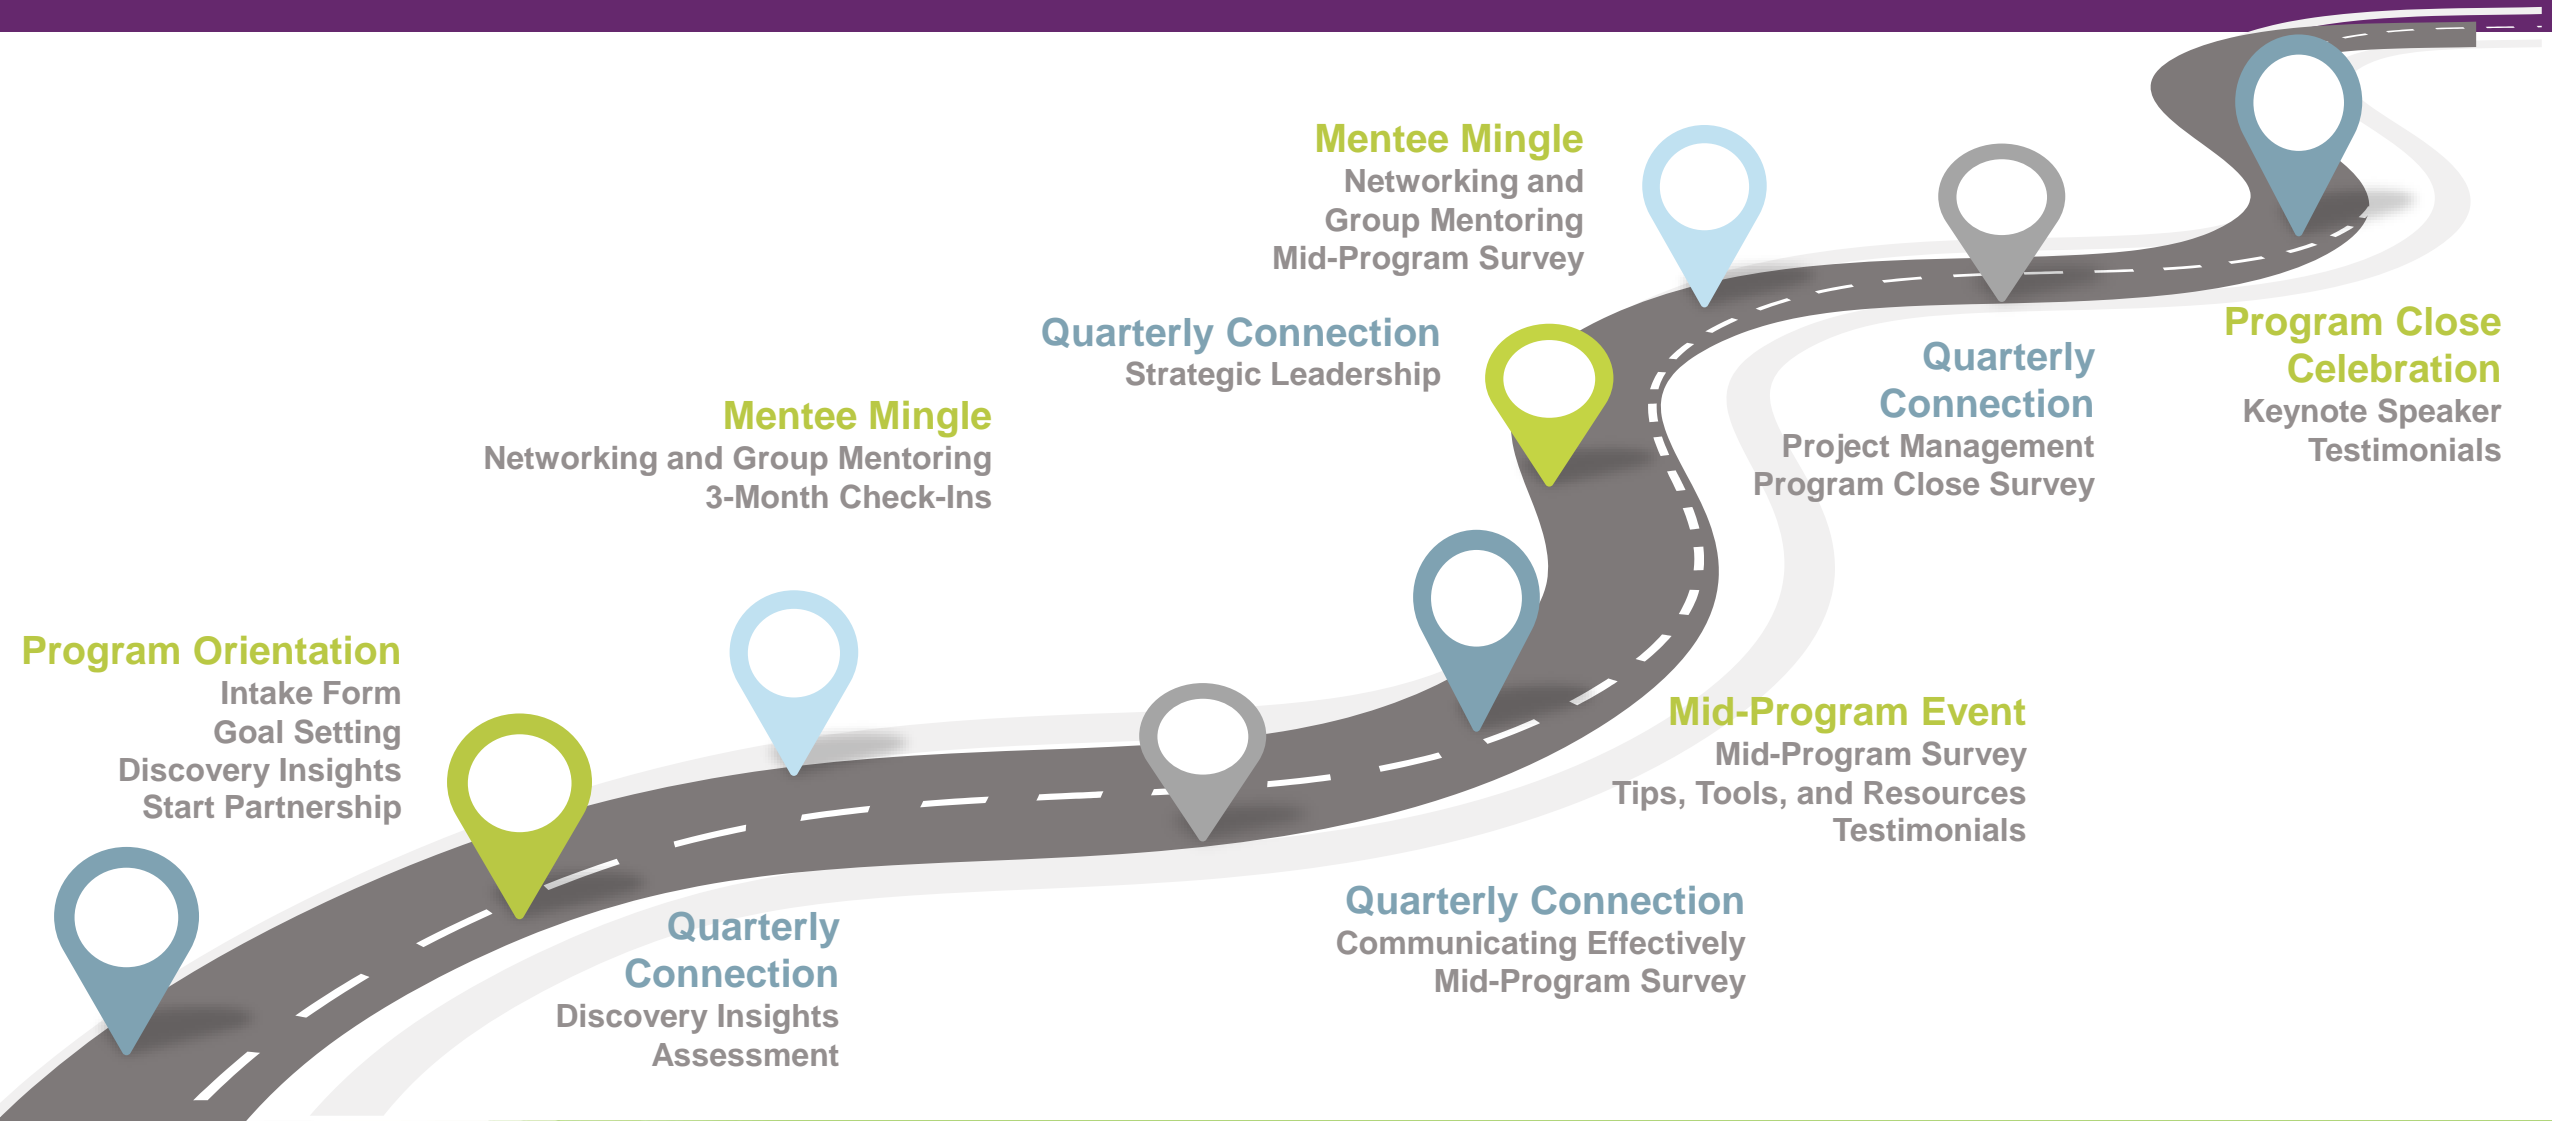 Program Orientation
Intake Form
Goal Setting
Discovery Insights
Start Partnership
Quarterly
Connection
Discovery Insights
Assessment
Mentee Mingle
Networking and Group Mentoring
3-Month Check-Ins
Quarterly Connection
Communicating Effectively
Mid-Program Survey
Mid-Program Event
Mid-Program Survey
Tips, Tools, and Resources
Testimonials
Quarterly Connection
Strategic Leadership
Mentee Mingle
Networking and
Group Mentoring
Mid-Program Survey
Quarterly
Connection
Project Management
Program Close Survey
Program Close
Celebration
Keynote Speaker
Testimonials